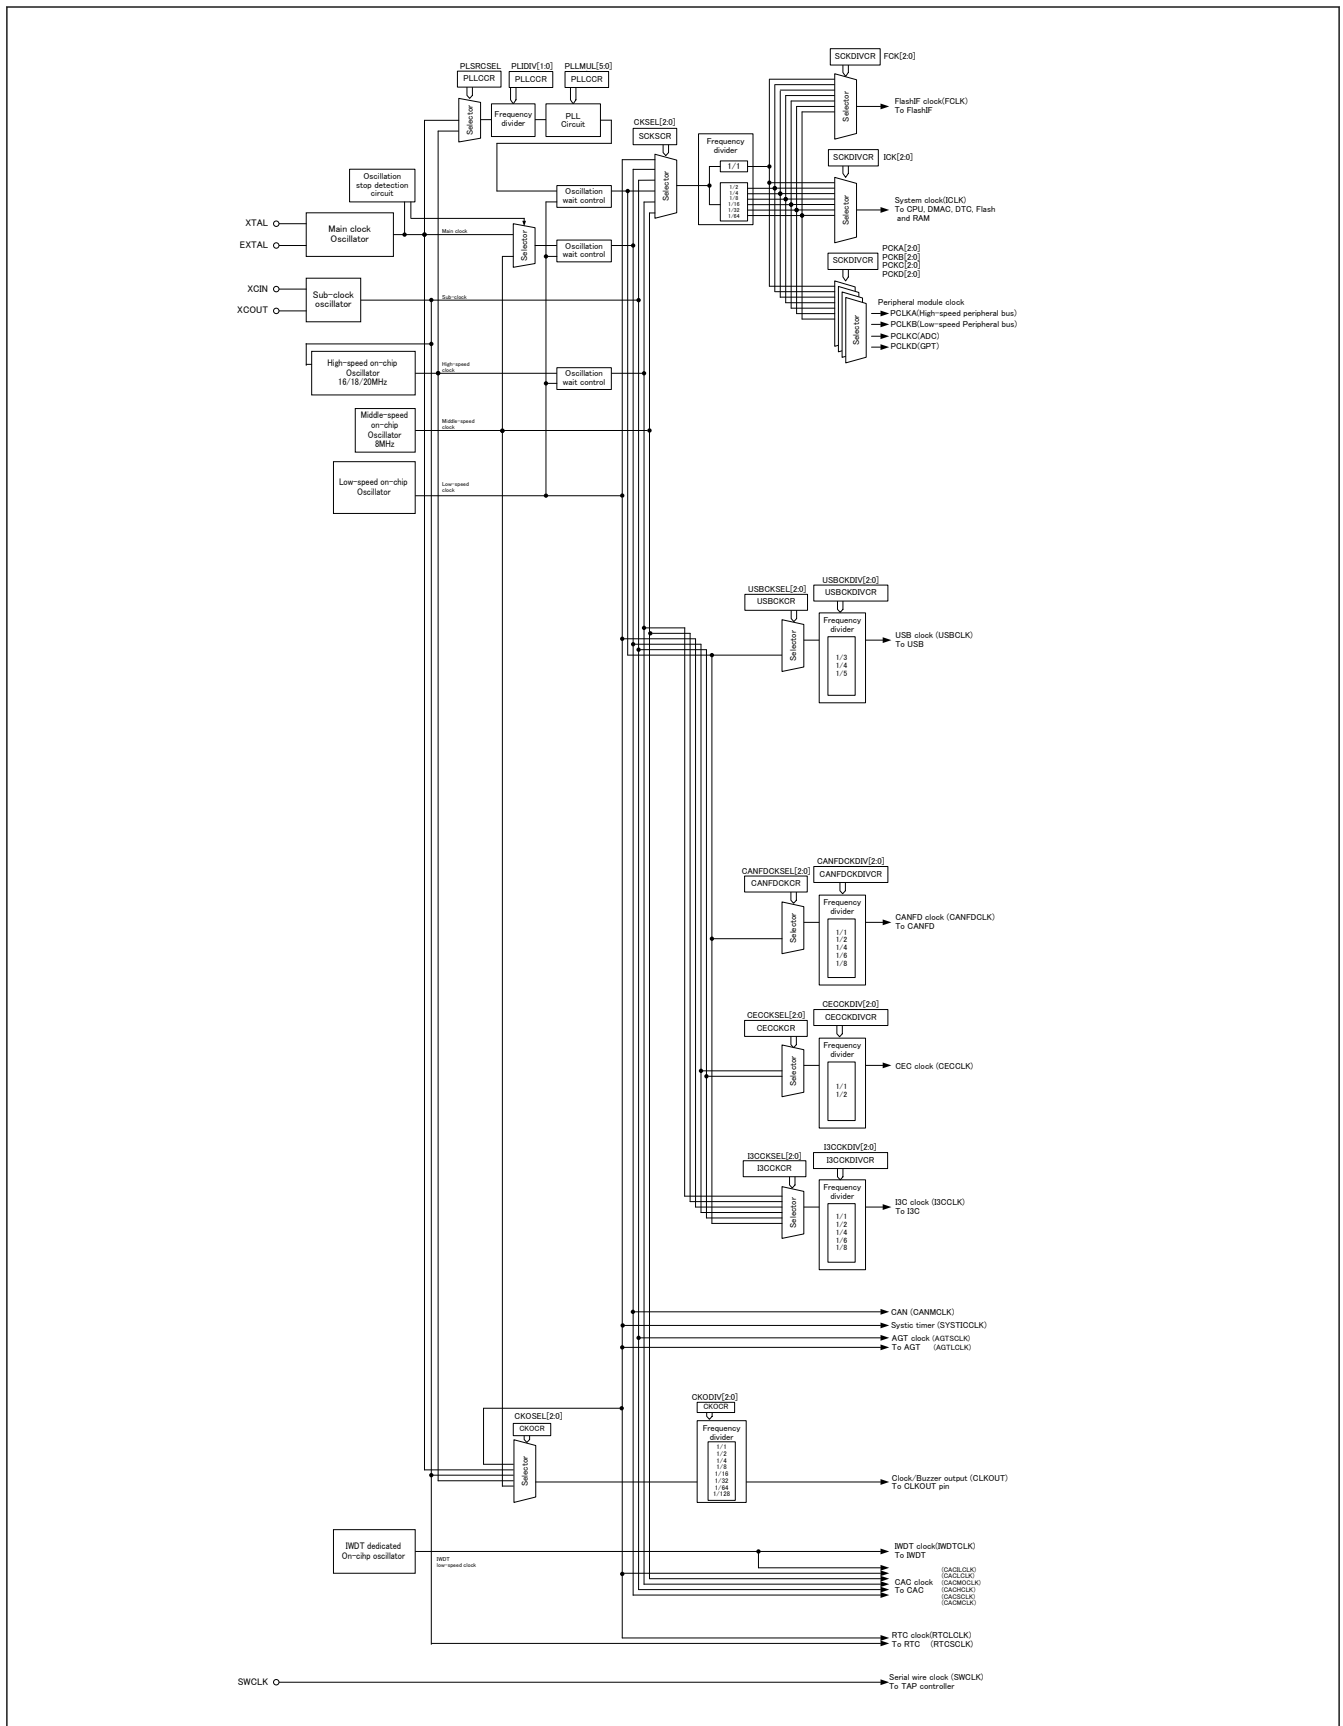 PLSRCSEL
PLLCCR
PLIDIV[1:0]
PLLCCR
PLLMUL[5:0]
PLLCCR
Selector
Frequency
divider
PLL
Circuit
CKSEL[2:0]
SCKSCR
Selector
Frequency
divider
1/1
1/2
1/4
1/8
1/16
1/32
1/64
SCKDIVCR
FCK[2:0]
Selector
FlashIF clock(FCLK)
To FlashIF
SCKDIVCR
ICK[2:0]
Selector
System clock(ICLK)
To CPU, DMAC, DTC, Flash
and RAM
SCKDIVCR
PCKA[2:0]
PCKB[2:0]
PCKC[2:0]
PCKD[2:0]
Selector
Peripheral module clock
PCLKA(High-speed peripheral bus)
PCLKB(Low-speed Peripheral bus)
PCLKC(ADC)
PCLKD(GPT)
Oscillation
stop detection
circuit
XTAL
EXTAL
Main clock
Oscillator
Main clock
Selector
Oscillation
wait control
Oscillation
wait control
XCIN
XCOUT
Sub-clock
oscillator
Sub-clock
High-speed on-chip
Oscillator
16/18/20MHz
High-speed
clock
Oscillation
wait control
Middle-speed
on-chip
Oscillator
8MHz
Middle-speed
clock
Low-speed on-chip
Oscillator
Low-speed
clock
USBCKSEL[2:0]
USBCKCR
USBCKDIV[2:0]
USBCKDIVCR
Selector
Frequency
divider
1/3
1/4
1/5
USB clock (USBCLK)
To USB
CANFDCKSEL[2:0]
CANFDCKCR
CANFDCKDIV[2:0]
CANFDCKDIVCR
Selector
Frequency
divider
1/1
1/2
1/4
1/6
1/8
CANFD clock (CANFDCLK)
To CANFD
CECCKSEL[2:0]
CECCKCR
CECCKDIV[2:0]
CECCKDIVCR
Selector
Frequency
divider
1/1
1/2
CEC clock (CECCLK)
I3CCKSEL[2:0]
I3CCKCR
I3CCKDIV[2:0]
I3CCKDIVCR
Selector
Frequency
divider
1/1
1/2
1/4
1/6
1/8
I3C clock (I3CCLK)
To I3C
CAN (CANMCLK)
Systic timer (SYSTICCLK)
AGT clock (AGTSCLK)
To AGT (AGTLCLK)
CKOSEL[2:0]
CKOCR
Selector
CKODIV[2:0]
CKOCR
Frequency
divider
1/1
1/2
1/4
1/8
1/16
1/32
1/64
1/128
Clock/Buzzer output (CLKOUT)
To CLKOUT pin
IWDT dedicated
On-cihp oscillator
IWDT
low-speed clock
IWDT clock(IWDTCLK)
To IWDT
CAC clock
To CAC
(CACILCLK)
(CACLCLK)
(CACMOCLK)
(CACHCLK)
(CACSCLK)
(CACMCLK)
RTC clock(RTCLCLK)
To RTC (RTCSCLK)
SWCLK
Serial wire clock (SWCLK)
To TAP controller